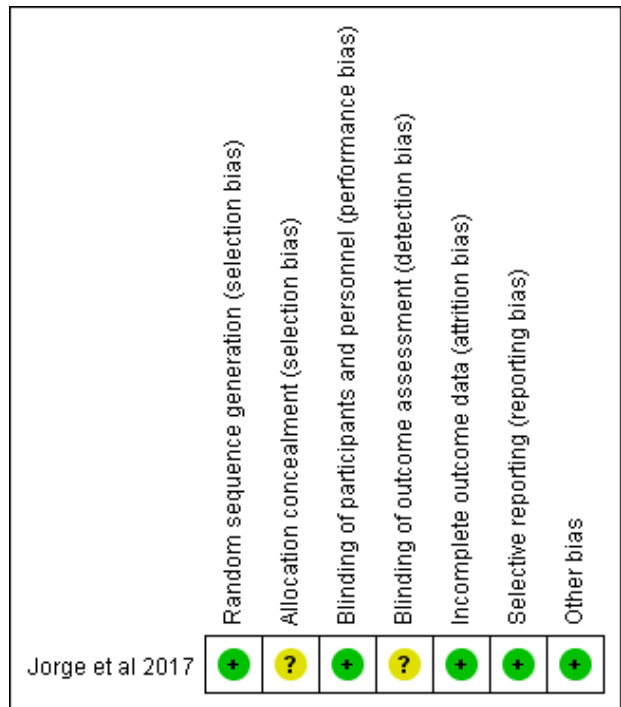 Random sequence generation (selection bias)
Allocation concealment (selection bias)
Blinding of participants and personnel (performance bias)
Blinding of outcome assessment (detection bias)
Incomplete outcome data (attrition bias)
Selective reporting (reporting bias)
Other bias
Jorge et al 2017 + ? + ? + + +